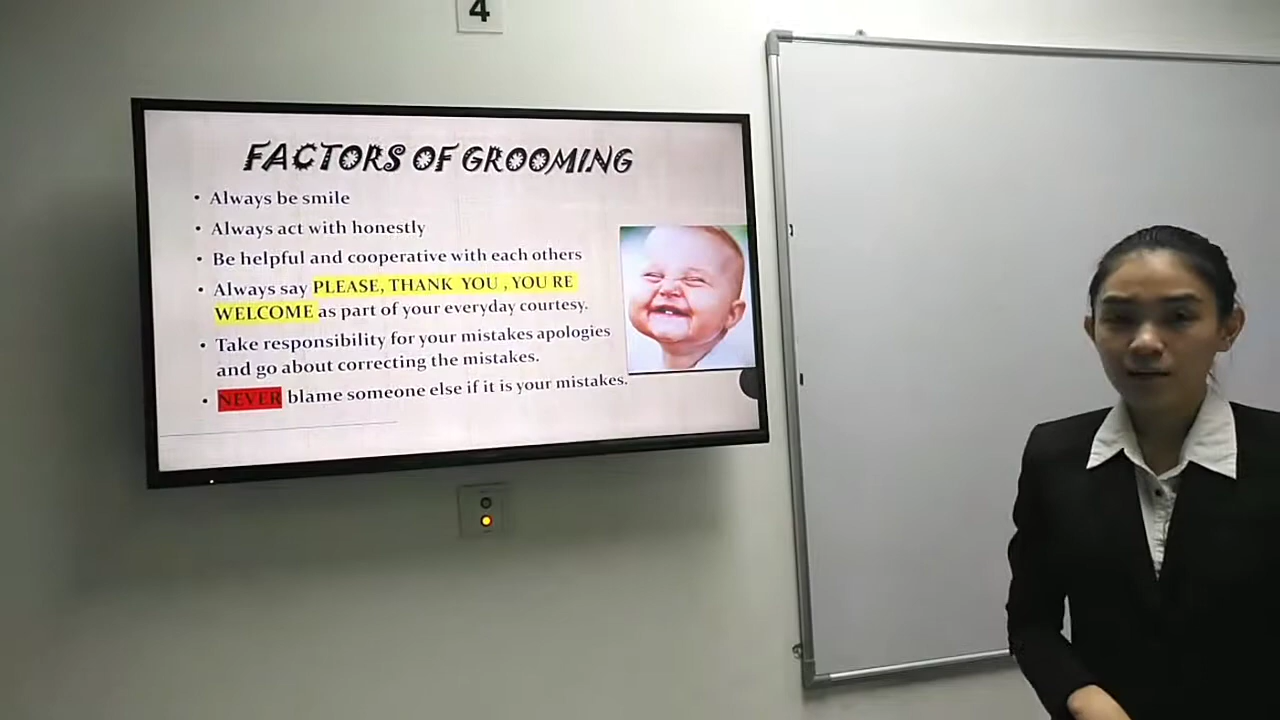 4
FACTORS OF GROOMING
• Always be smile
• Always act with honestly
• Be helpful and cooperative with each others
• Always say PLEASE, THANK YOU , YOU RE
WELCOME as part of your everyday courtesy.
• Take responsibility for your mistakes apologies
and go about correcting the mistakes.
• NEVER blame someone else if it is your mistakes.